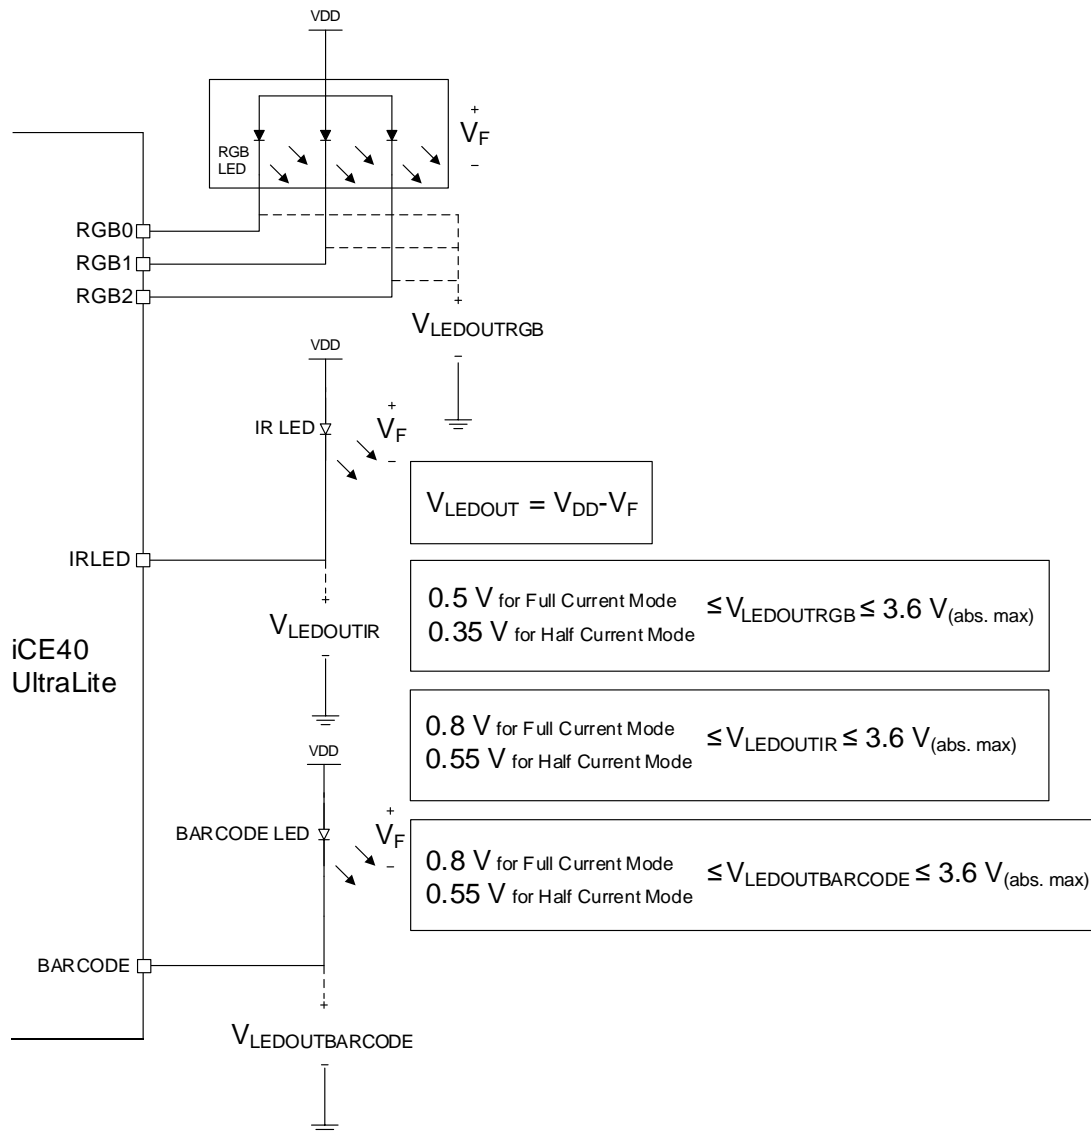 VDD
+
VF
-
RGB
LED
RGB0
RGB1
RGB2
+
VLEDOUTRGB
-
VDD
IR LED
+
VF
-
VLEDOUT = VDD-VF
IRLED
+
VLEDOUTIR
-
0.5 V for Full Current Mode
0.35 V for Half Current Mode
≤ VLEDOUTRGB ≤ 3.6 V(abs. max)
iCE40
UltraLite
0.8 V for Full Current Mode
0.55 V for Half Current Mode
≤ VLEDOUTIR ≤ 3.6 V(abs. max)
VDD
BARCODE LED
+
VF
-
0.8 V for Full Current Mode
0.55 V for Half Current Mode
≤ VLEDOUTBARCODE ≤ 3.6 V(abs. max)
BARCODE
+
VLEDOUTBARCODE
-